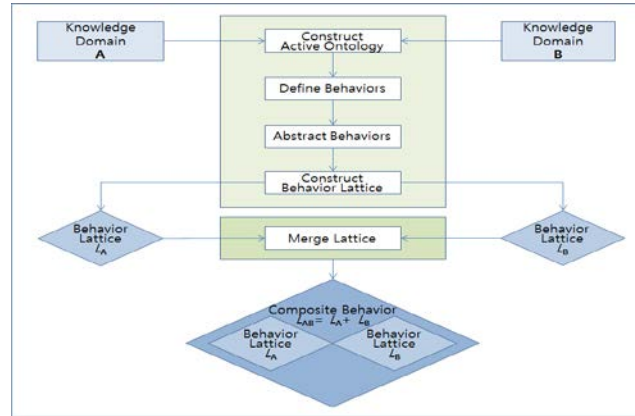 Knowledge
Domain
A
Construct
Active Ontology
Knowledge
Domain
B
Define Behaviors
Abstract Behaviors
Construct
Behavior Lattice
Behavior
Lattice
LA
Merge Lattice
Behavior
Lattice
LB
Composite Behavior
LAB = LA + LB
Behavior
Lattice
LA
Behavior
Lattice
LB